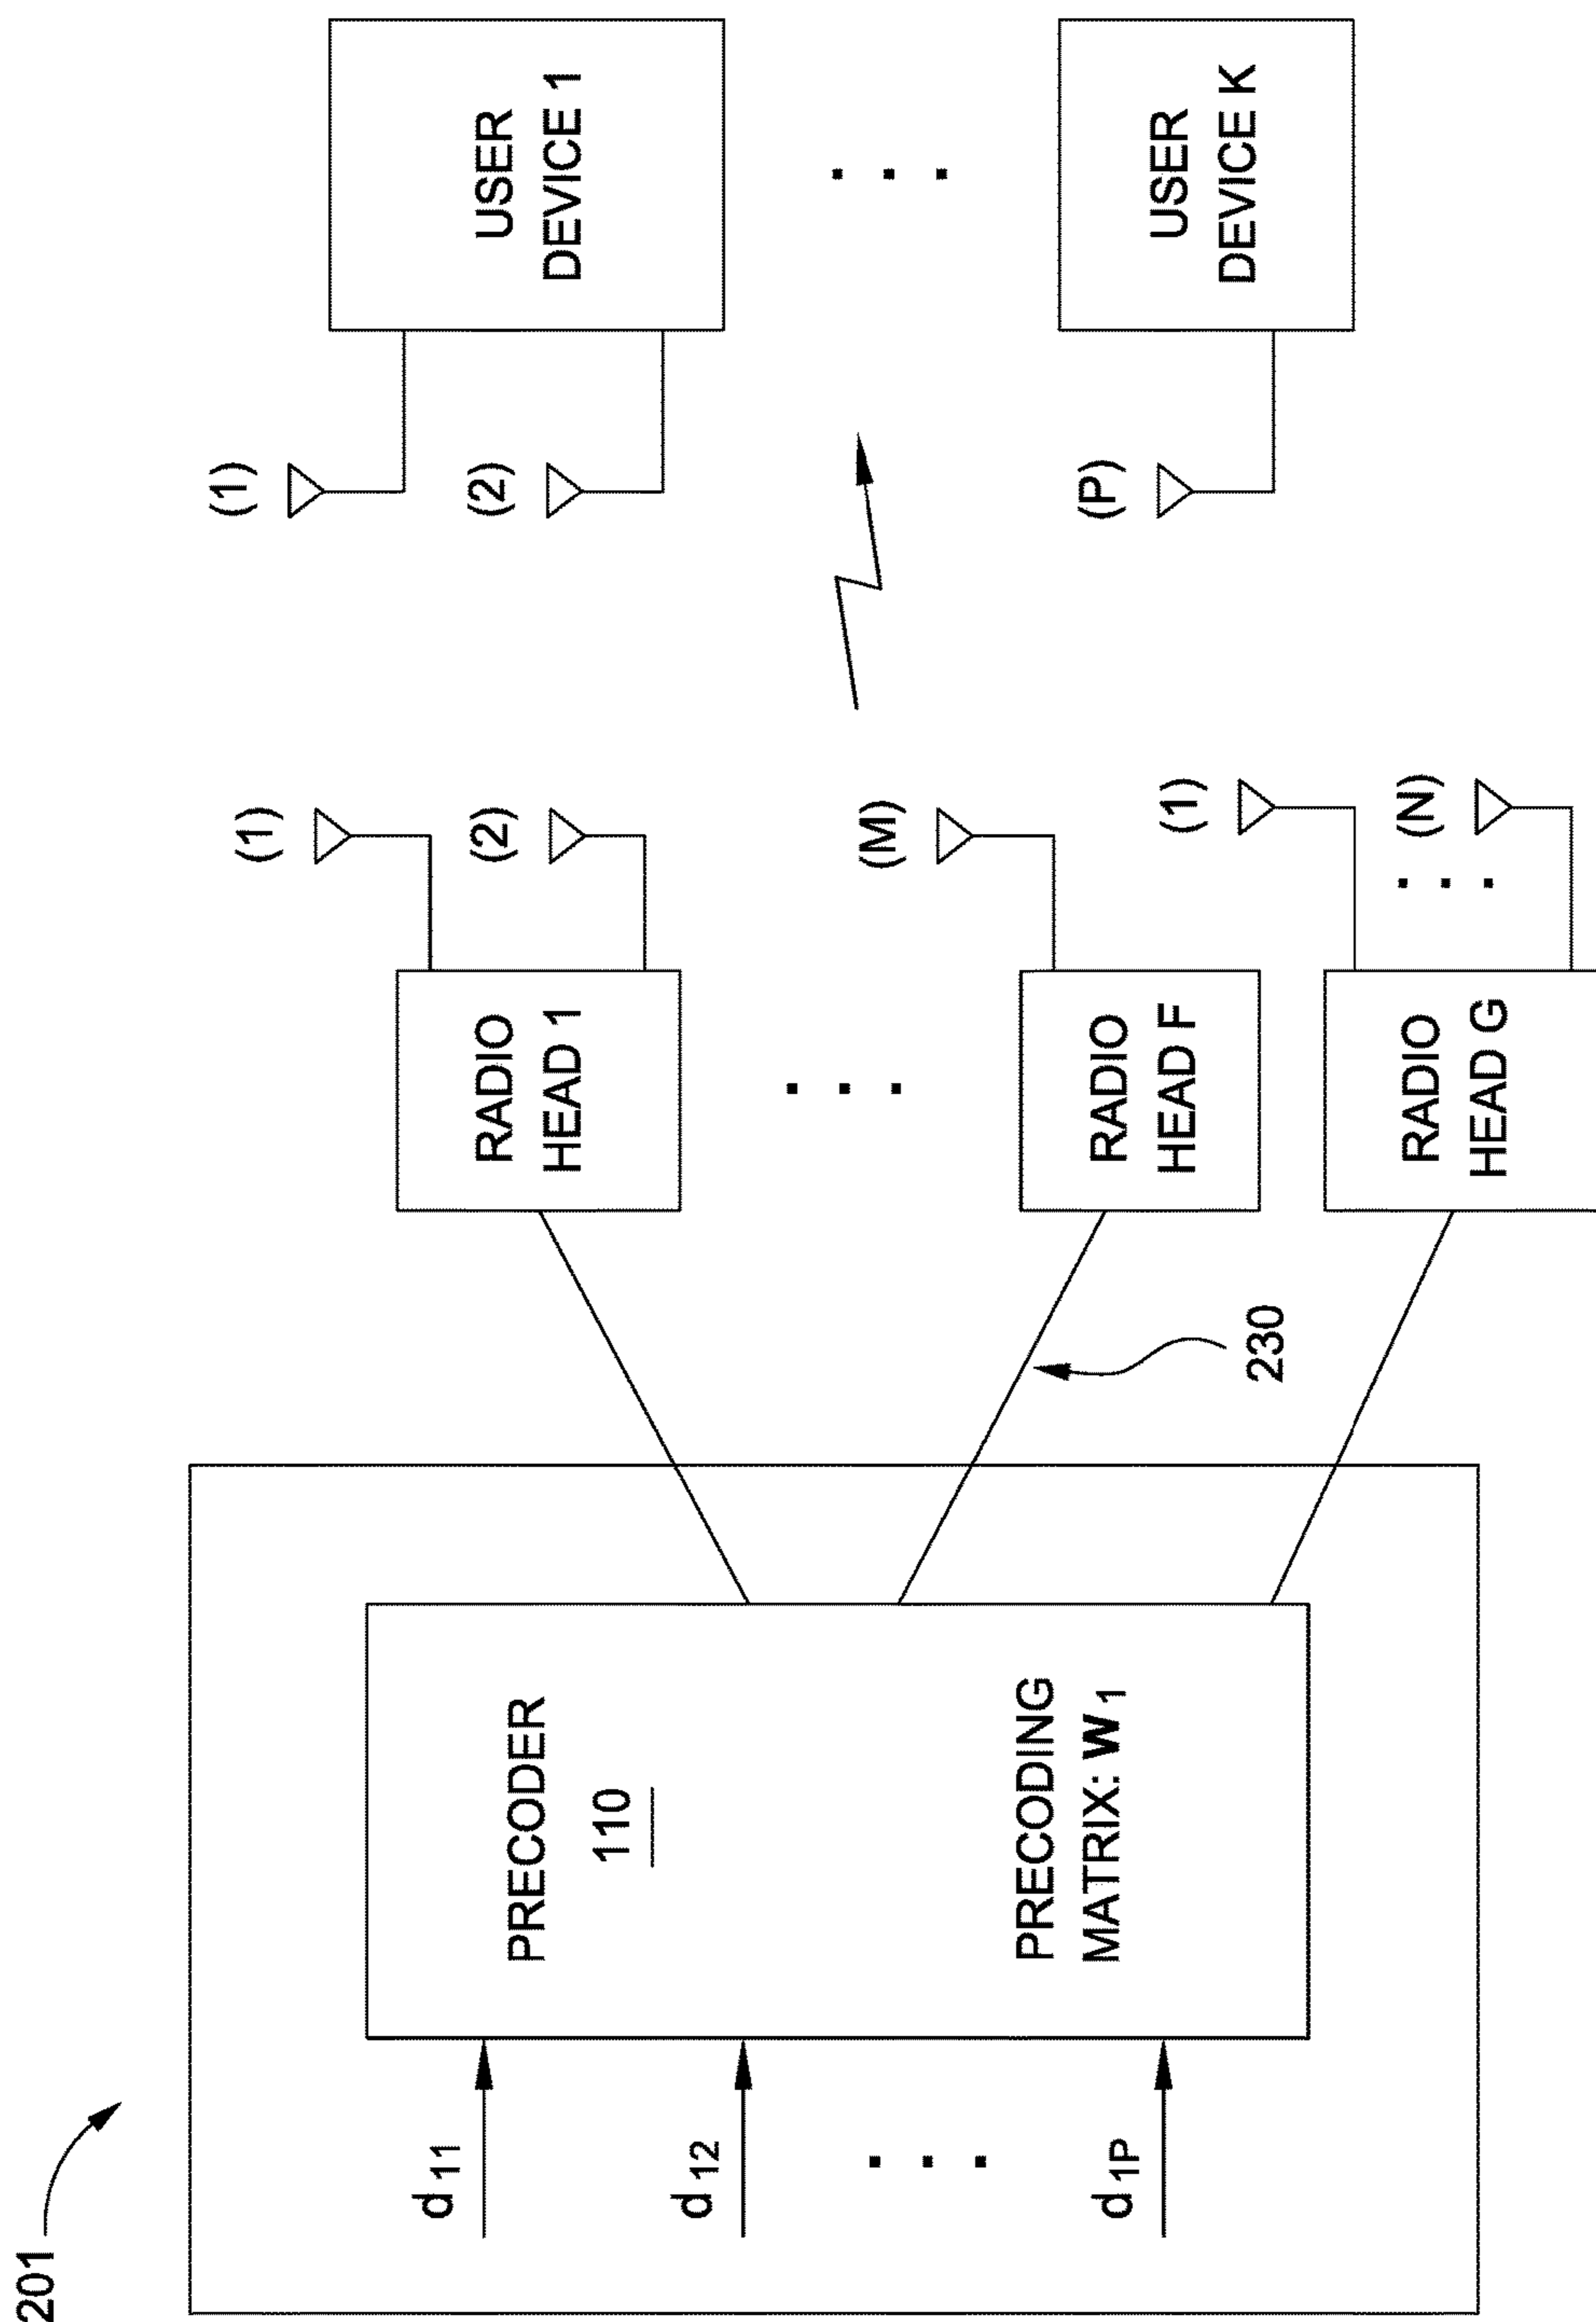 201
d11
d12
d1P
PRECODER
110
PRECODING
MATRIX: W1
230
RADIO
HEAD 1
RADIO
HEAD F
RADIO
HEAD G
(1)
(2)
(M)
(1)
(N)
(1)
(2)
(P)
USER
DEVICE 1
USER
DEVICE K